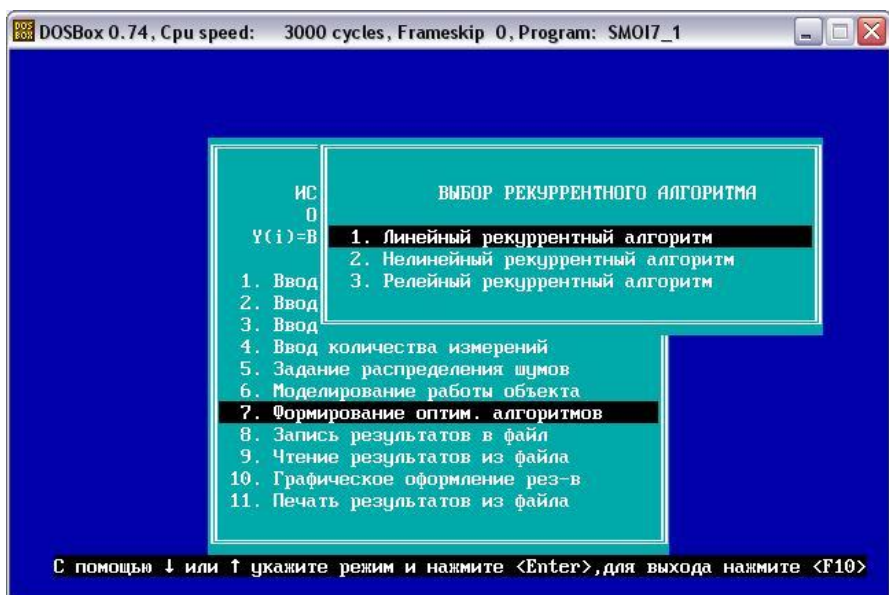 DOSBox 0.74, Cpu speed: 3000 cycles, Frameskip 0, Program: SMOI7_1
ВЫБОР РЕКУРРЕНТНОГО АЛГОРИТМА
1. Линейный рекуррентный алгоритм
2. Нелинейный рекуррентный алгоритм
3. Релейный рекуррентный алгоритм
ИС
О
Y(i)=B
1. Ввод
2. Ввод
3. Ввод
4. Ввод количества измерений
5. Задание распределения шумов
6. Моделирование работы объекта
7. Формирование оптим. алгоритмов
8. Запись результатов в файл
9. Чтение результатов из файла
10. Графическое оформление рез-в
11. Печать результатов из файла
С помощью ↓ или ↑ укажите режим и нажмите <Enter>,для выхода нажмите <F10>